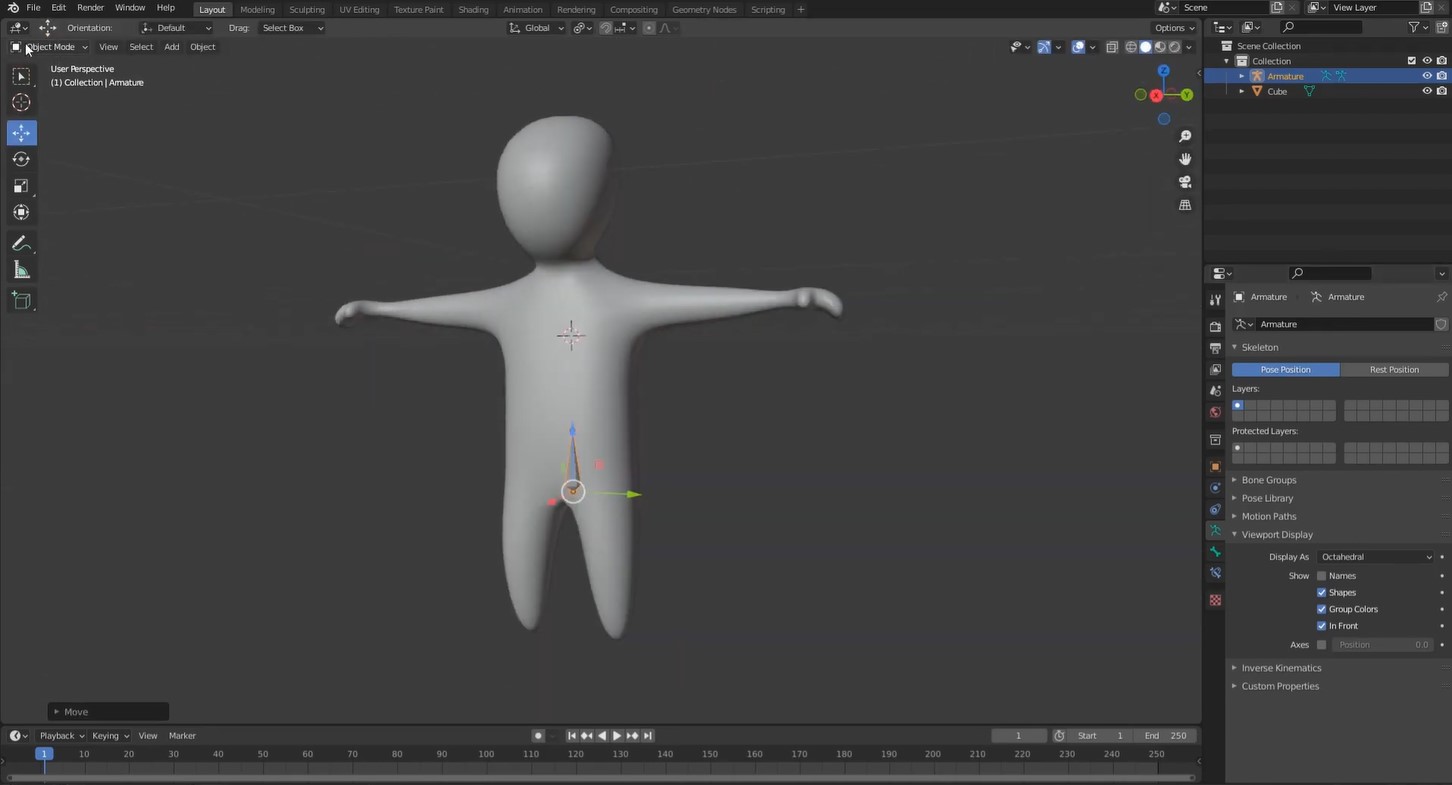 File Edit Render Window Help Layout Modeling Sculpting UV Editing Texture Paint Shading Animation Rendering Compositing Geometry Nodes Scripting + Scene View Layer
Orientation: Default Drag: Select Box Global Options
Object Mode View Select Add Object
Scene Collection
Collection
Armature
Cube
User Perspective
(1) Collection | Armature
Z
X
Y
Armature Armature
Armature
Skeleton
Pose Position Rest Position
Layers:
Protected Layers:
Bone Groups
Pose Library
Motion Paths
Viewport Display
Display As Octahedral
Show Names
Shapes
Group Colors
In Front
Axes Position 0.0
Inverse Kinematics
Custom Properties
Move
Playback Keying View Marker 1 Start 1 End 250
1 10 20 30 40 50 60 70 80 90 100 110 120 130 140 150 160 170 180 190 200 210 220 230 240 250